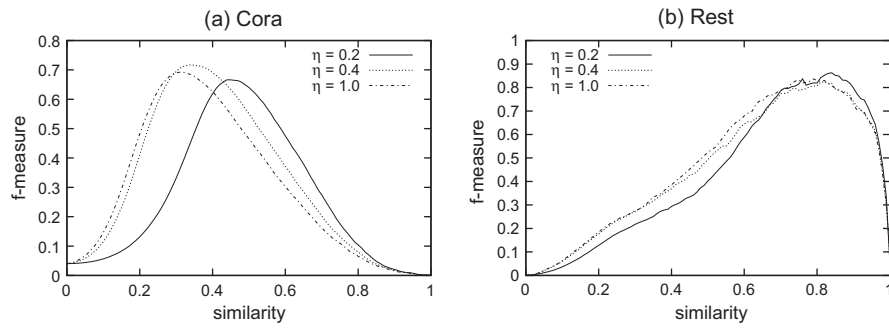 (a) Cora
0.8
0.7
0.6
0.5
0.4
0.3
0.2
0.1
0
f-measure
η = 0.2
η = 0.4
η = 1.0
0 0.2 0.4 0.6 0.8 1
similarity
(b) Rest
1
0.9
0.8
0.7
0.6
0.5
0.4
0.3
0.2
0.1
0
f-measure
η = 0.2
η = 0.4
η = 1.0
0 0.2 0.4 0.6 0.8 1
similarity